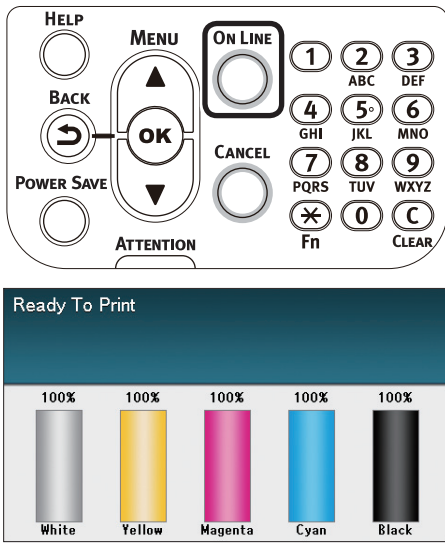 HELP
MENU
ON LINE
1 2 3
ABC DEF
BACK
OK
4 5 6
GHI JKL MNO
CANCEL
7 8 9
PQRS TUV WXYZ
POWER SAVE
0 C
Fn CLEAR
ATTENTION
Ready To Print
100% 100% 100% 100% 100%
White Yellow Magenta Cyan Black